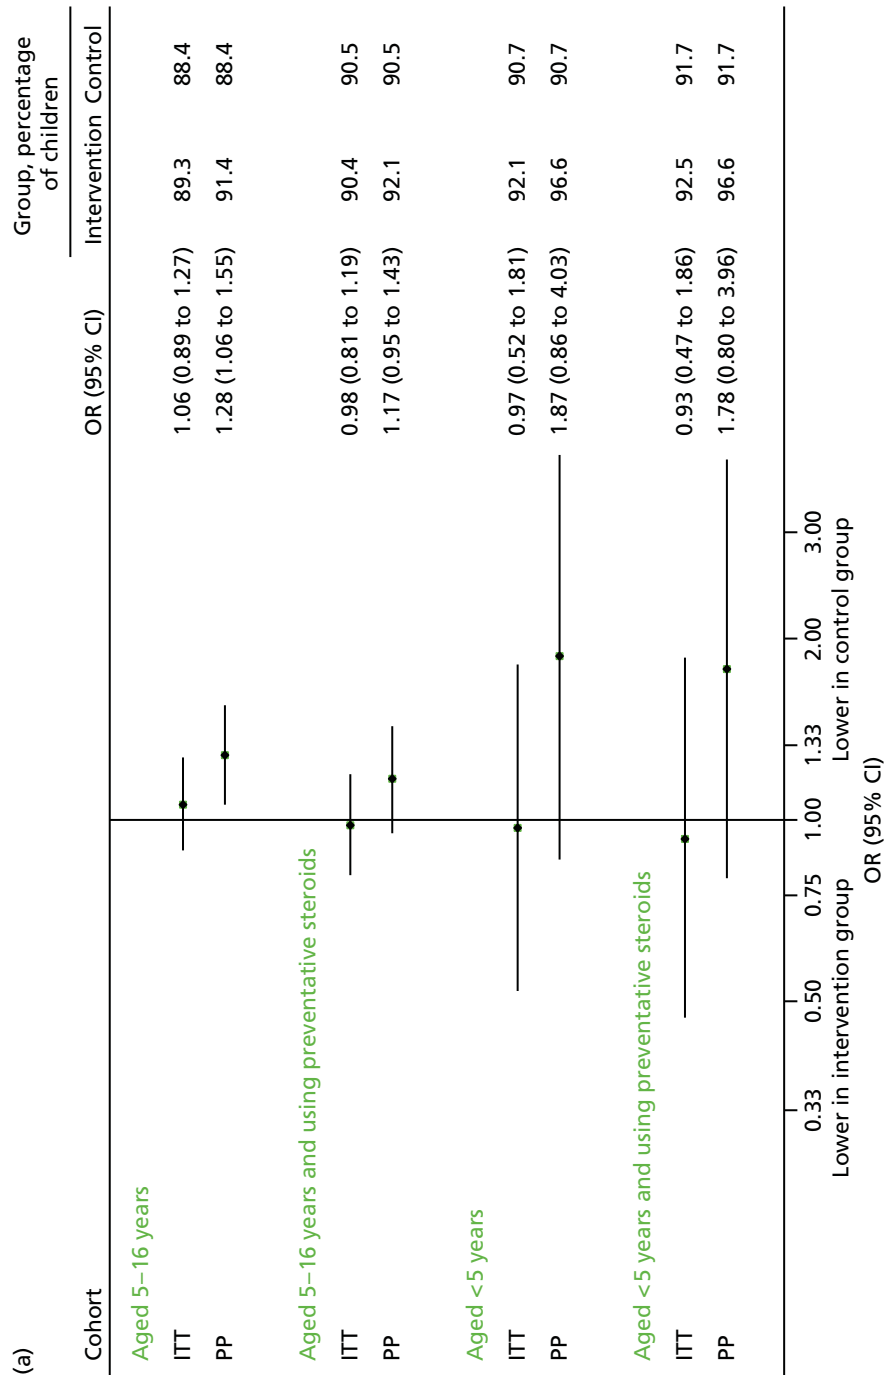 (a)
Group, percentage
of children
Cohort OR (95% CI) Intervention Control
Aged 5–16 years
ITT 1.06 (0.89 to 1.27) 89.3 88.4
PP 1.28 (1.06 to 1.55) 91.4 88.4
Aged 5–16 years and using preventative steroids
ITT 0.98 (0.81 to 1.19) 90.4 90.5
PP 1.17 (0.95 to 1.43) 92.1 90.5
Aged <5 years
ITT 0.97 (0.52 to 1.81) 92.1 90.7
PP 1.87 (0.86 to 4.03) 96.6 90.7
Aged <5 years and using preventative steroids
ITT 0.93 (0.47 to 1.86) 92.5 91.7
PP 1.78 (0.80 to 3.96) 96.6 91.7
0.33 0.50 0.75 1.00 1.33 2.00 3.00
Lower in intervention group Lower in control group
OR (95% CI)